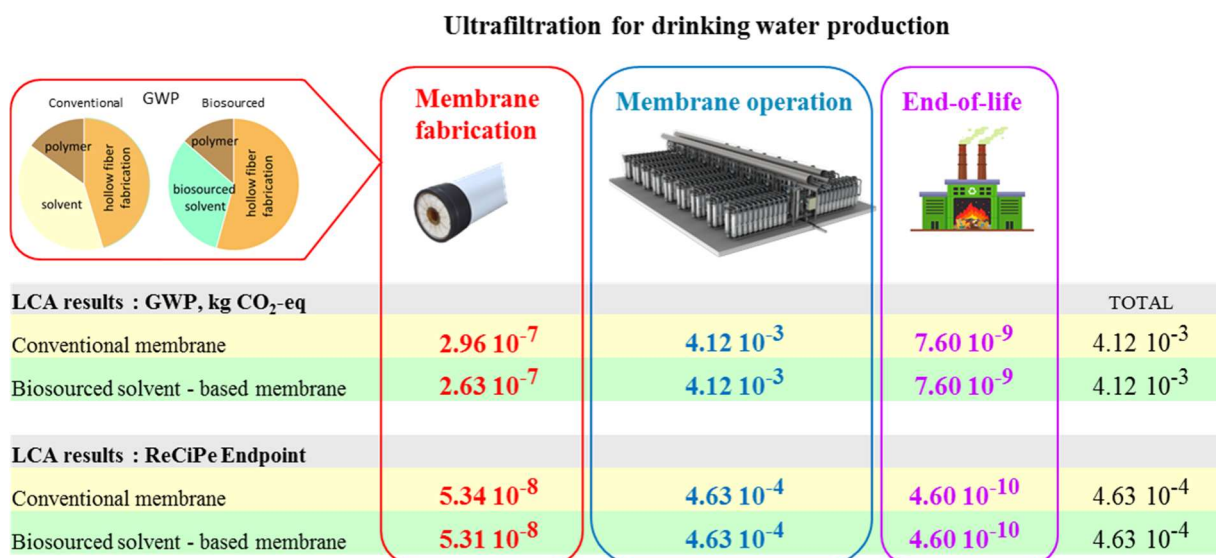 Ultrafiltration for drinking water production
Conventional GWP Biosourced
polymer
solvent
hollow fiber
fabrication
polymer
biosourced
solvent
hollow fiber
fabrication
Membrane
fabrication
Membrane operation
End-of-life
LCA results : GWP, kg CO₂-eq TOTAL
Conventional membrane 2.96 10⁻⁷ 4.12 10⁻³ 7.60 10⁻⁹ 4.12 10⁻³
Biosourced solvent - based membrane 2.63 10⁻⁷ 4.12 10⁻³ 7.60 10⁻⁹ 4.12 10⁻³
LCA results : ReCiPe Endpoint
Conventional membrane 5.34 10⁻⁸ 4.63 10⁻⁴ 4.60 10⁻¹⁰ 4.63 10⁻⁴
Biosourced solvent - based membrane 5.31 10⁻⁸ 4.63 10⁻⁴ 4.60 10⁻¹⁰ 4.63 10⁻⁴